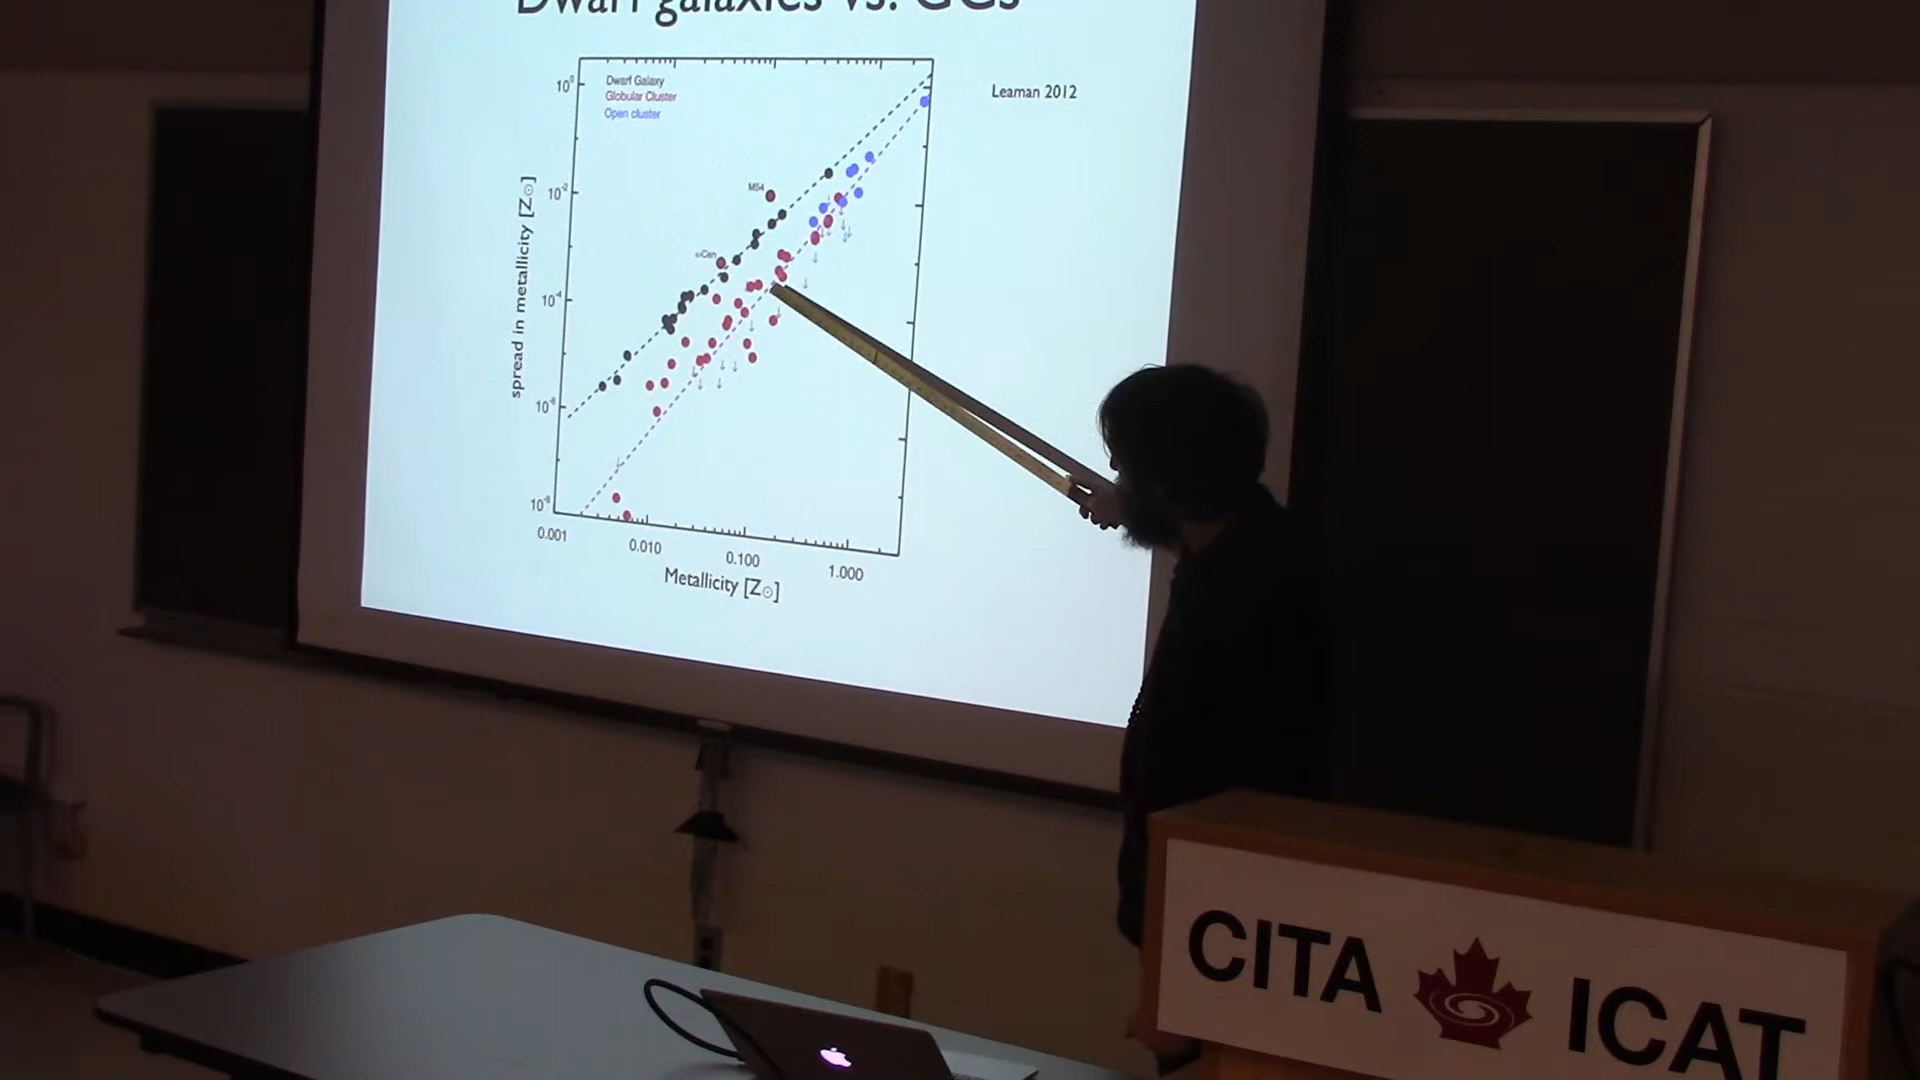 Dwarf galaxies vs. GCs
Dwarf Galaxy
Globular Cluster
Open cluster
Leaman 2012
M54
ω-Cen
10⁰
10⁻²
10⁻⁴
10⁻⁶
10⁻⁸
spread in metallicity [Z☉]
0.001
0.010
0.100
1.000
Metallicity [Z☉]
CITA ICAT